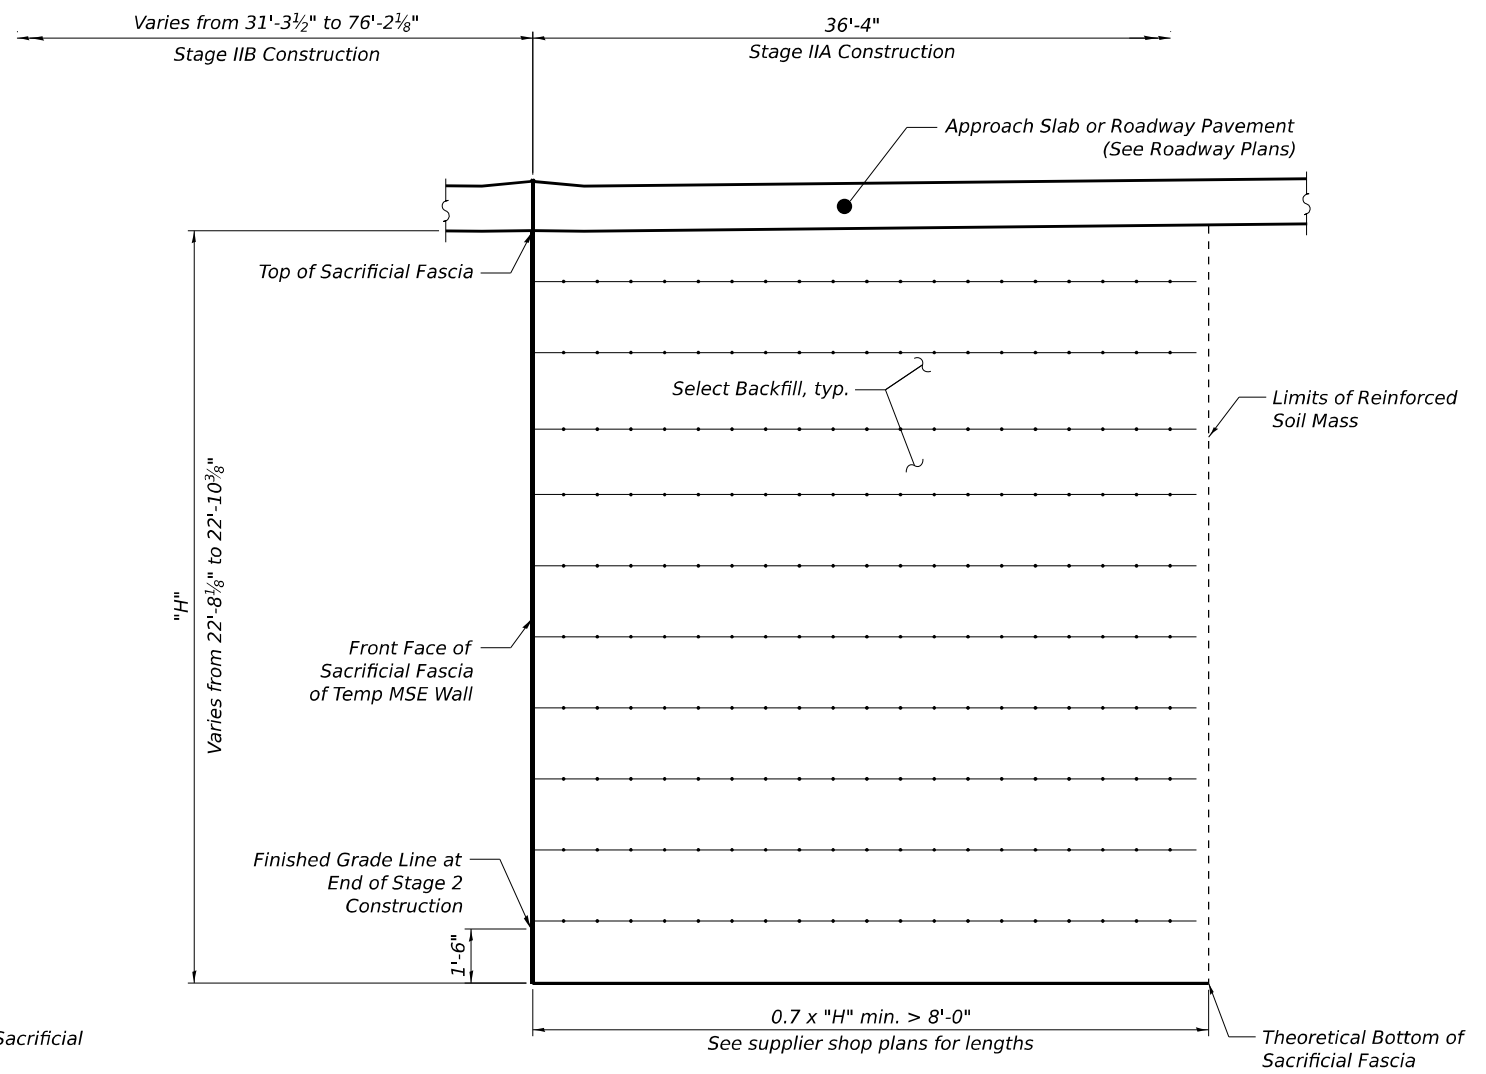 Varies from 31'-3½" to 76'-2⅛"
Stage IIB Construction
36'-4"
Stage IIA Construction
Approach Slab or Roadway Pavement
(See Roadway Plans)
Top of Sacrificial Fascia
Select Backfill, typ.
Limits of Reinforced
Soil Mass
"H"
Varies from 22'-8⅛" to 22'-10⅜"
Front Face of
Sacrificial Fascia
of Temp MSE Wall
Finished Grade Line at
End of Stage 2
Construction
1'-6"
0.7 x "H" min. > 8'-0"
See supplier shop plans for lengths
Sacrificial
Theoretical Bottom of
Sacrificial Fascia